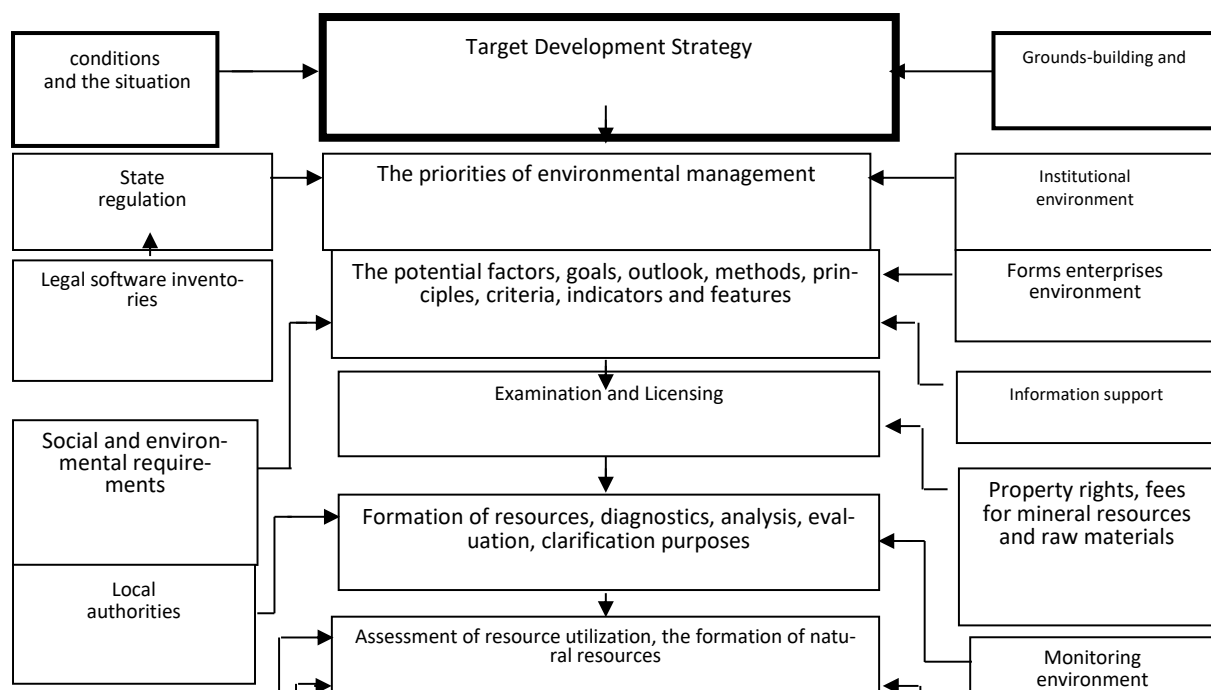 conditions
and the situation
Target Development Strategy
Grounds-building and
State
regulation
The priorities of environmental management
Institutional
environment
Legal software invento-
ries
The potential factors, goals, outlook, methods, prin-
ciples, criteria, indicators and features
Forms enterprises
environment
Examination and Licensing
Information support
Social and environ-
mental require-
ments
Property rights, fees
for mineral resources
and raw materials
Formation of resources, diagnostics, analysis, eval-
uation, clarification purposes
Local
authorities
Assessment of resource utilization, the formation of natu-
ral resources
Monitoring
environment